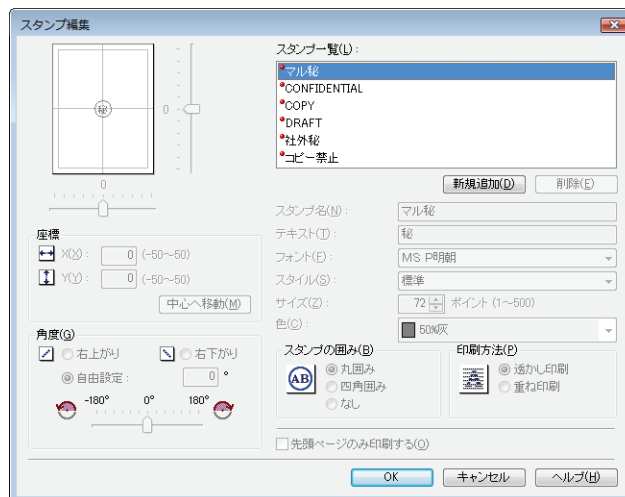 スタンプ編集
スタンプ一覧(L):
マル秘
CONFIDENTIAL
COPY
DRAFT
社外秘
コピー禁止
秘
0
0
新規追加(D) 削除(E)
スタンプ名(N): マル秘
テキスト(T): 秘
フォント(F): MS P明朝
スタイル(S): 標準
サイズ(Z): 72 ポイント (1~500)
色(C): 50%灰
座標
X(X): 0 (-50~50)
Y(Y): 0 (-50~50)
中心へ移動(M)
角度(G)
右上がり 右下がり
自由設定: 0 °
-180° 0° 180°
スタンプの囲み(B)
AB
丸囲み
四角囲み
なし
印刷方法(P)
透かし印刷
重ね印刷
先頭ページのみ印刷する(O)
OK キャンセル ヘルプ(H)